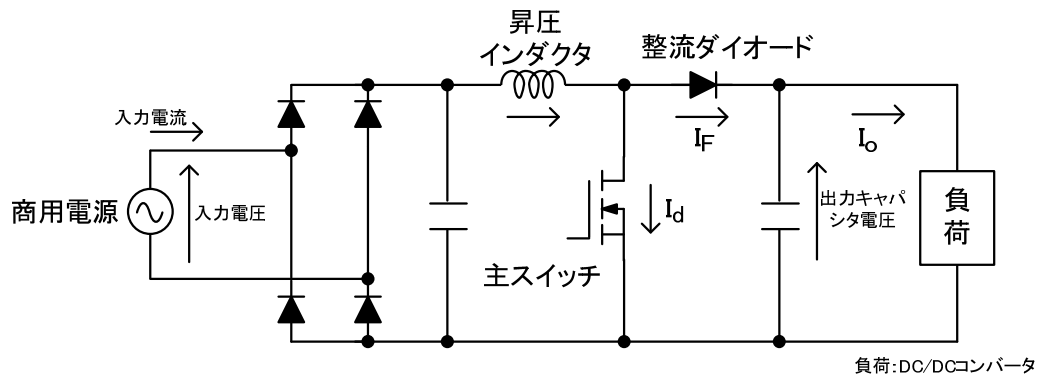 昇圧
インダクタ
整流ダイオード
入力電流
I_F
I_o
商用電源
入力電圧
I_d
出力キャパ
シタ電圧
負
荷
主スイッチ
負荷:DC/DCコンバータ